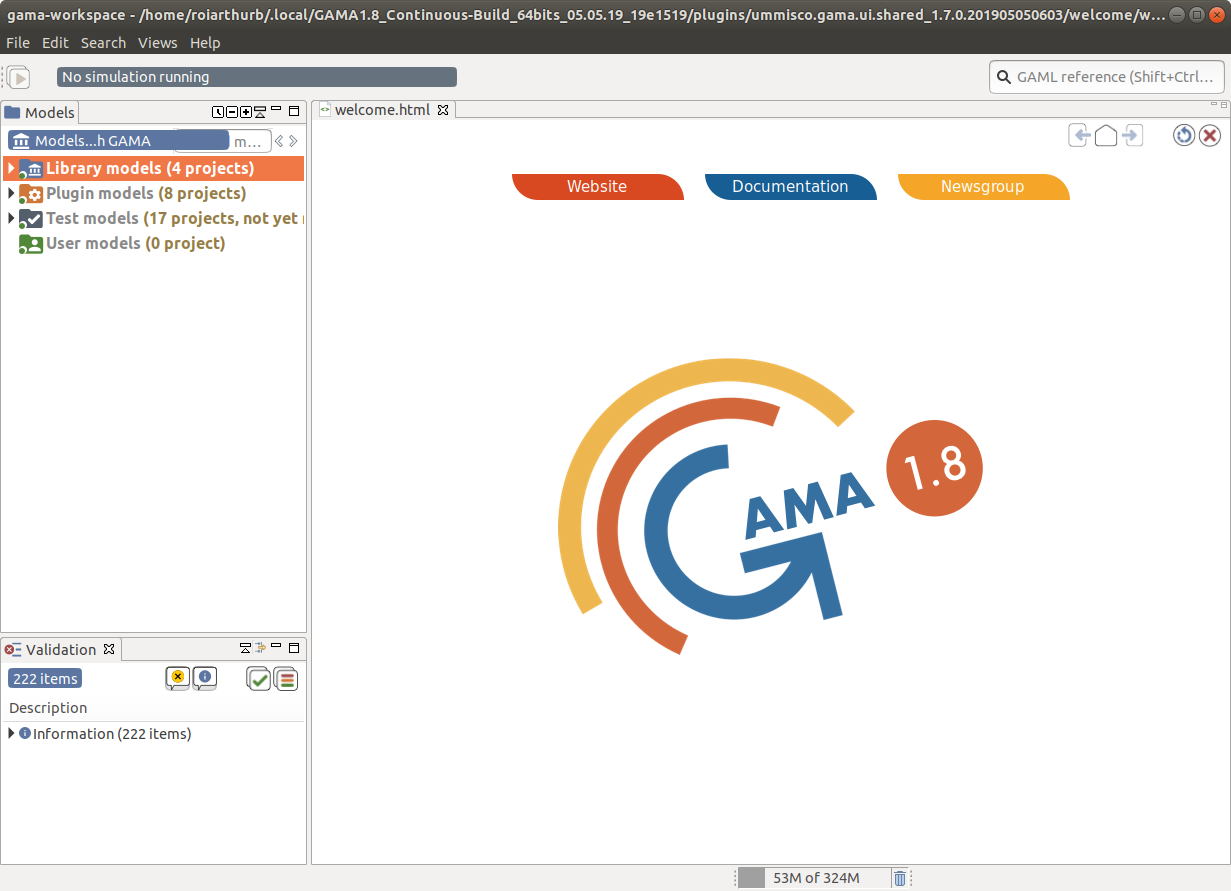 gama-workspace - /home/roiarthurb/.local/GAMA1.8_Continuous-Build_64bits_05.05.19_19e1519/plugins/ummisco.gama.ui.shared_1.7.0.201905050603/welcome/w...
File Edit Search Views Help
No simulation running
GAML reference (Shift+Ctrl...
Models
welcome.html
Models...h GAMA
m...
Library models (4 projects)
Plugin models (8 projects)
Test models (17 projects, not yet
User models (0 project)
Website
Documentation
Newsgroup
AMA
1.8
Validation
222 items
Description
Information (222 items)
53M of 324M